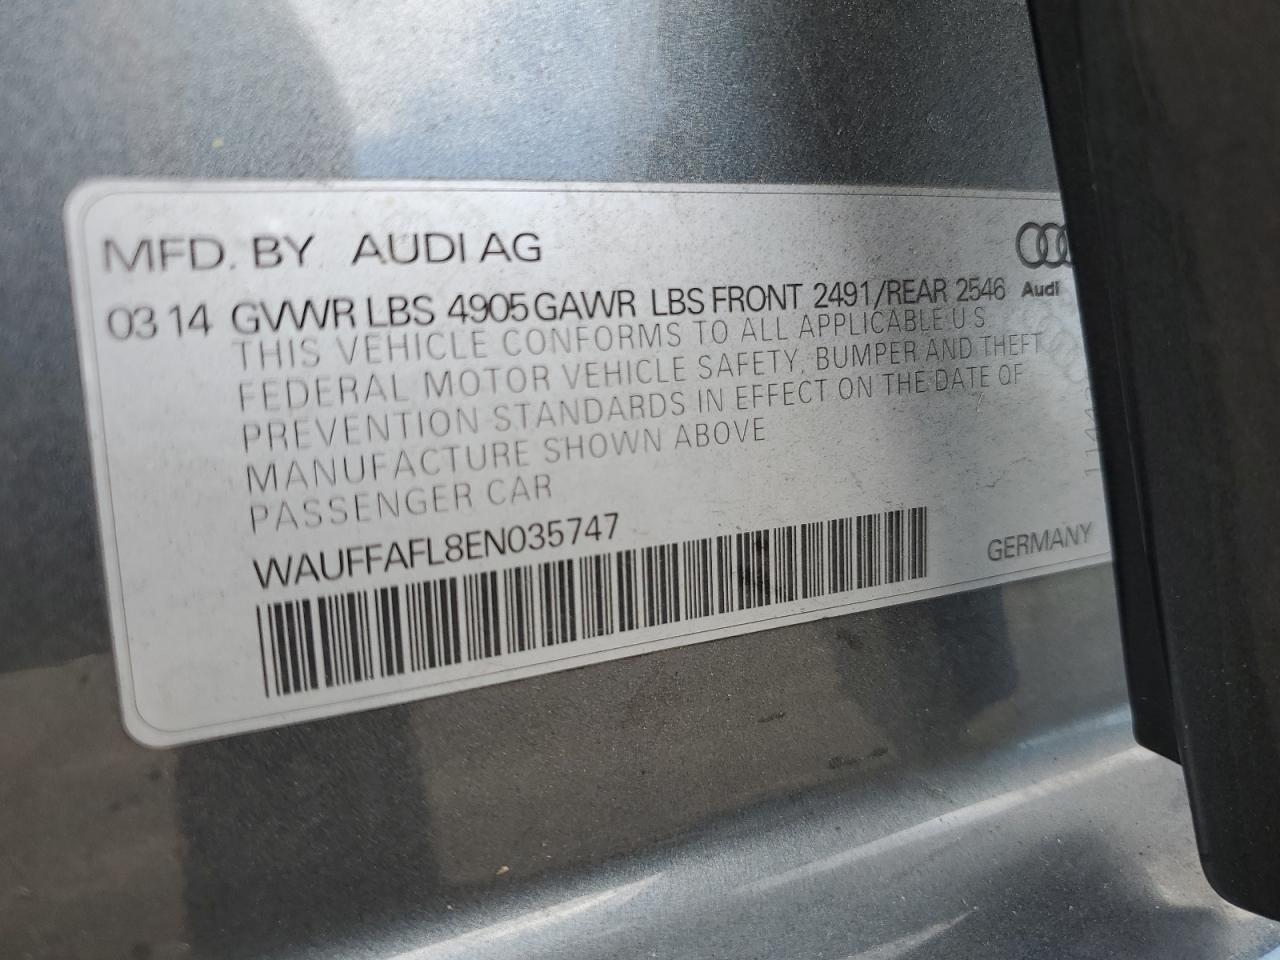 MFD. BY AUDI AG
03 14 GVWR LBS 4905 GAWR LBS FRONT 2491/REAR 2546
Audi
THIS VEHICLE CONFORMS TO ALL APPLICABLE U S
FEDERAL MOTOR VEHICLE SAFETY, BUMPER AND THEFT
PREVENTION STANDARDS IN EFFECT ON THE DATE OF
MANUFACTURE SHOWN ABOVE
PASSENGER CAR
WAUFFAFL8EN035747
GERMANY